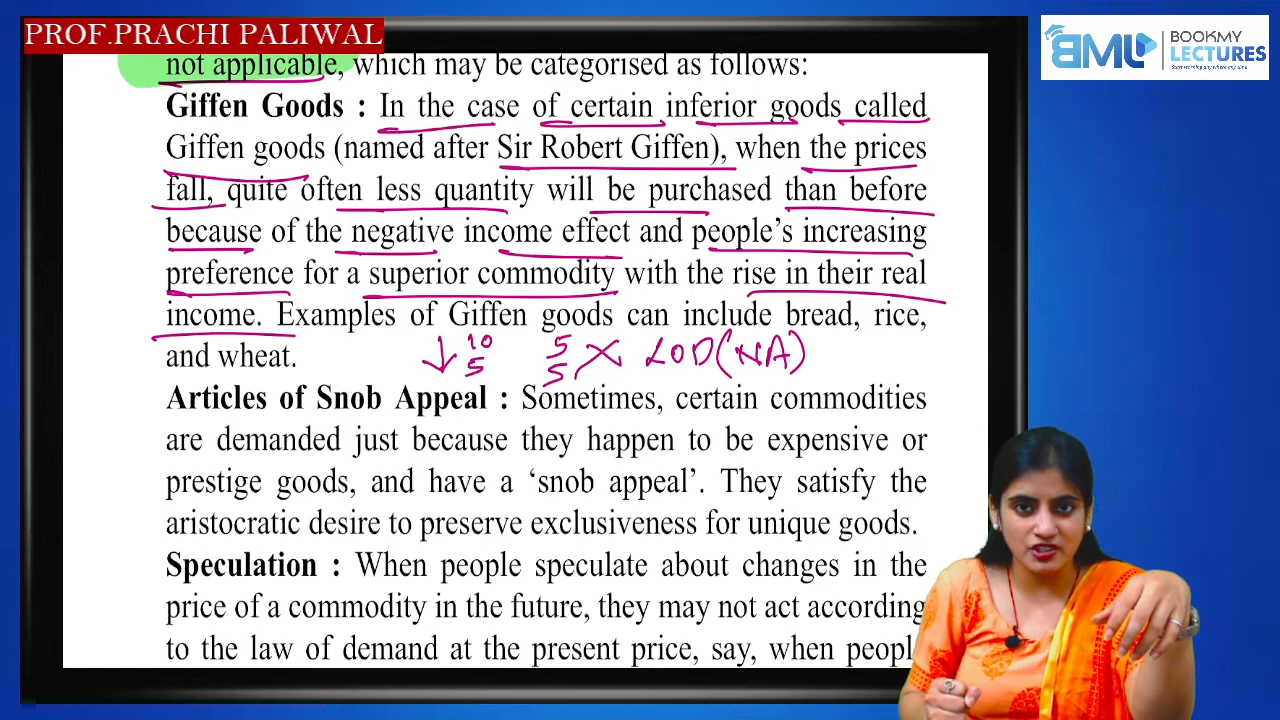 PROF.PRACHI PALIWAL
BML BOOKMY
LECTURES
Start learning any where any time
not applicable, which may be categorised as follows:
Giffen Goods : In the case of certain inferior goods called
Giffen goods (named after Sir Robert Giffen), when the prices
fall, quite often less quantity will be purchased than before
because of the negative income effect and people's increasing
preference for a superior commodity with the rise in their real
income. Examples of Giffen goods can include bread, rice,
and wheat.
↓ 10 5 LOD (NA)
5 5
Articles of Snob Appeal : Sometimes, certain commodities
are demanded just because they happen to be expensive or
prestige goods, and have a ‘snob appeal’. They satisfy the
aristocratic desire to preserve exclusiveness for unique goods.
Speculation : When people speculate about changes in the
price of a commodity in the future, they may not act according
to the law of demand at the present price, say, when peopl